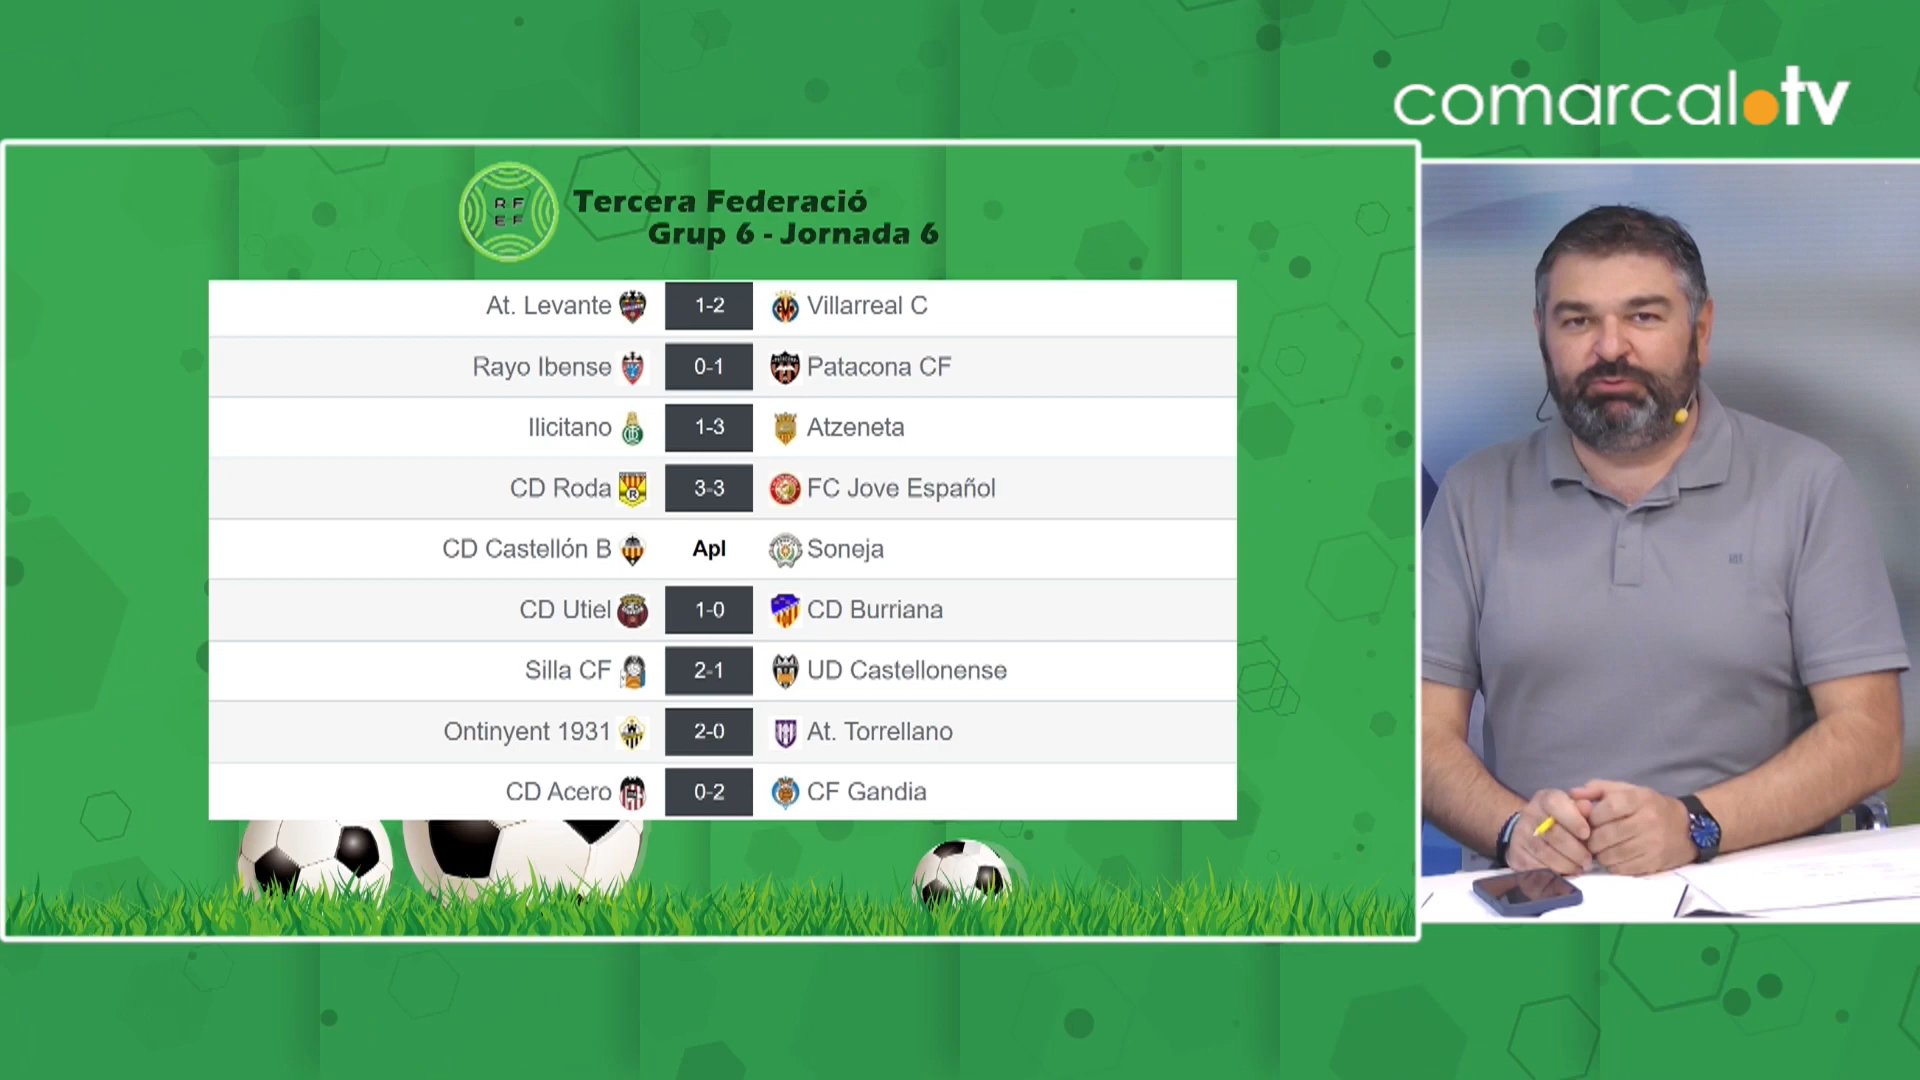 comarcal.tv
RF
EF
Tercera Federació
Grup 6 - Jornada 6
At. Levante 1-2 Villarreal C
Rayo Ibense 0-1 Patacona CF
Ilicitano 1-3 Atzeneta
CD Roda 3-3 FC Jove Español
CD Castellón B Apl Soneja
CD Utiel 1-0 CD Burriana
Silla CF 2-1 UD Castellonense
Ontinyent 1931 2-0 At. Torrellano
CD Acero 0-2 CF Gandia